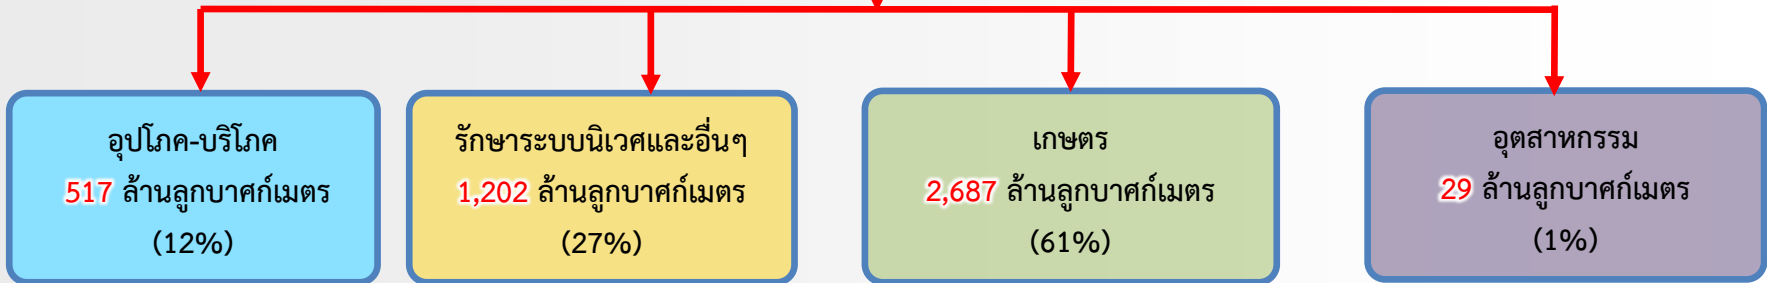 อุปโภค-บริโภค
517 ล้านลูกบาศก์เมตร
(12%)
รักษาระบบนิเวศและอื่นๆ
1,202 ล้านลูกบาศก์เมตร
(27%)
เกษตร
2,687 ล้านลูกบาศก์เมตร
(61%)
อุตสาหกรรม
29 ล้านลูกบาศก์เมตร
(1%)